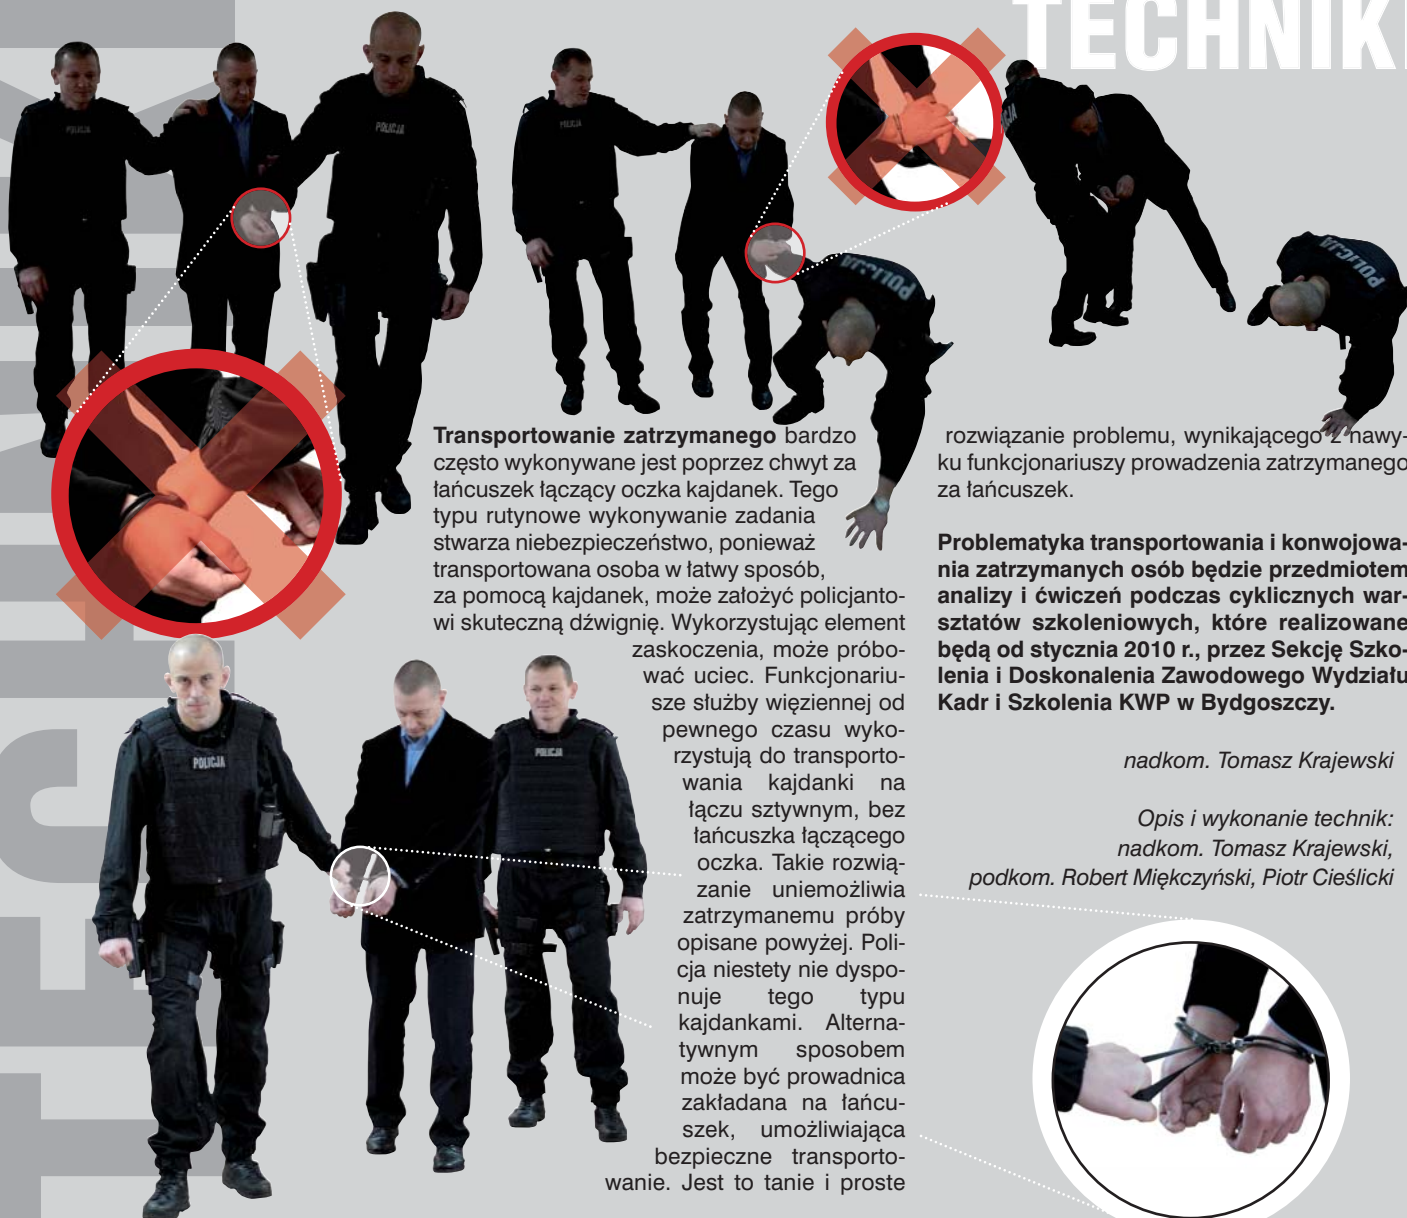 TECHNIKI
POLICJA
POLICJA
POLICJA
POLICJA
POLICJA
POLICJA
Transportowanie zatrzymanego bardzo
często wykonywane jest poprzez chwyt za
łańcuszek łączący oczka kajdanek. Tego
typu rutynowe wykonywanie zadania
stwarza niebezpieczeństwo, ponieważ
transportowana osoba w łatwy sposób,
za pomocą kajdanek, może założyć policjanto-
wi skuteczną dźwignię. Wykorzystując element
zaskoczenia, może próbo-
wać uciec. Funkcjonariu-
sze służby więziennej od
pewnego czasu wyko-
rzystują do transporto-
wania kajdanki na
łączu sztywnym, bez
łańcuszka łączącego
oczka. Takie rozwią-
zanie uniemożliwia
zatrzymanemu próby
opisane powyżej. Poli-
cja niestety nie dyspo-
nuje tego typu
kajdankami. Alterna-
tywnym sposobem
może być prowadnica
zakładana na łańcu-
szek, umożliwiająca
bezpieczne transporto-
wanie. Jest to tanie i proste
rozwiązanie problemu, wynikającego z nawy-
ku funkcjonariuszy prowadzenia zatrzymanego
za łańcuszek.
Problematyka transportowania i konwojowa-
nia zatrzymanych osób będzie przedmiotem
analizy i ćwiczeń podczas cyklicznych war-
sztatów szkoleniowych, które realizowane
będą od stycznia 2010 r., przez Sekcję Szko-
lenia i Doskonalenia Zawodowego Wydziału
Kadr i Szkolenia KWP w Bydgoszczy.
nadkom. Tomasz Krajewski
Opis i wykonanie technik:
nadkom. Tomasz Krajewski,
podkom. Robert Miękczyński, Piotr Cieślicki
POLICJA
POLICJA